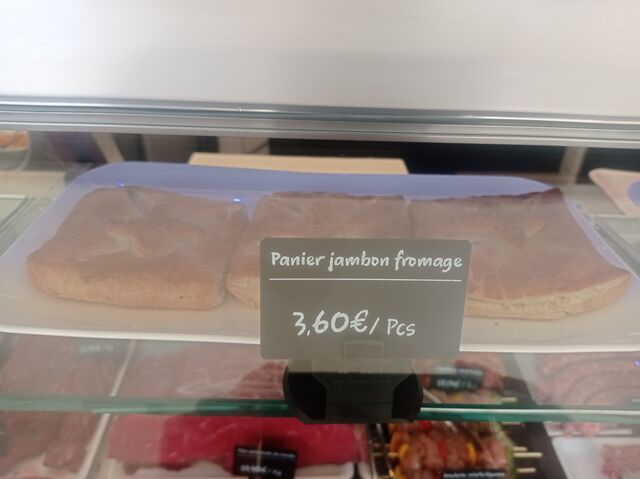 Panier jambon fromage
3,60€/ Pcs